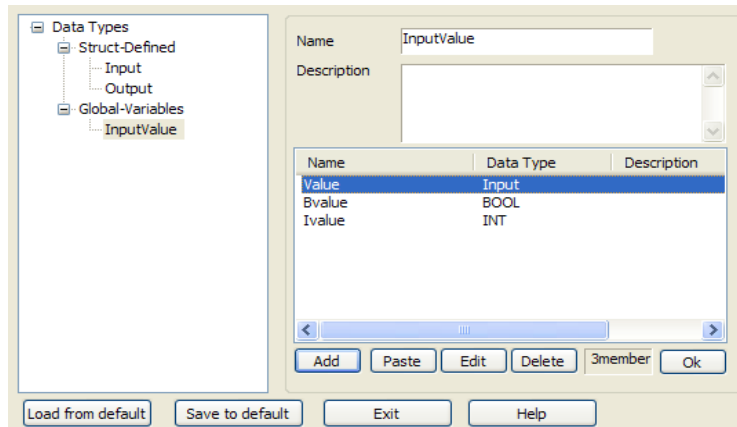 Data Types
Struct-Defined
Input
Output
Global-Variables
InputValue
Name InputValue
Description
Name Data Type Description
Value Input
Bvalue BOOL
Ivalue INT
Add Paste Edit Delete 3member Ok
Load from default Save to default Exit Help